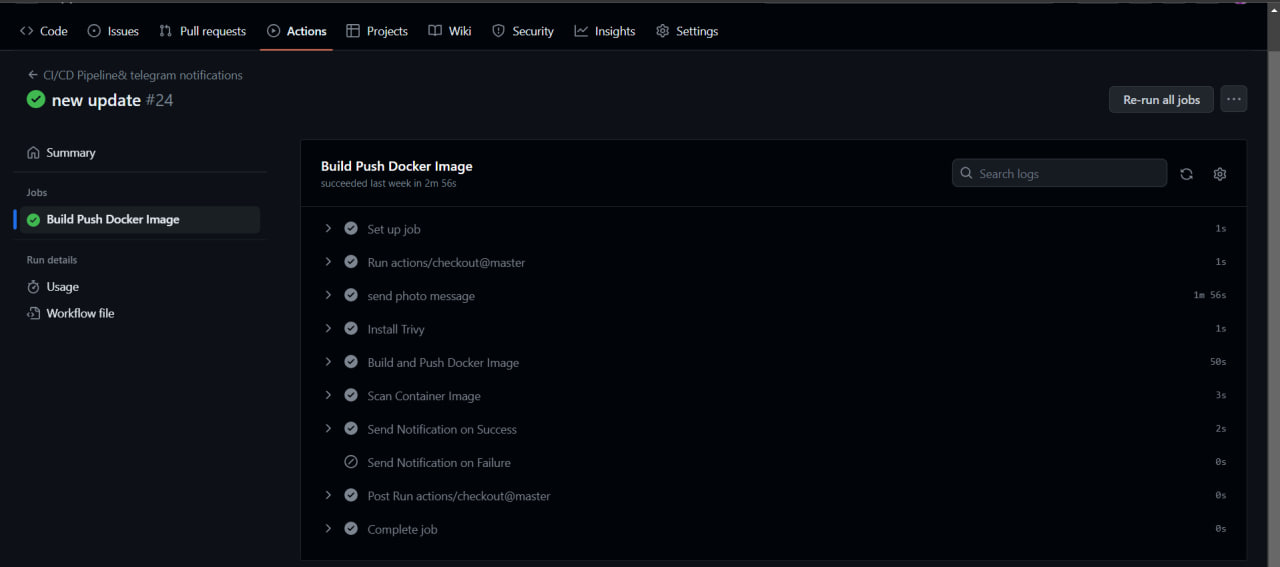 Code Issues Pull requests Actions Projects Wiki Security Insights Settings
CI/CD Pipeline& telegram notifications
new update #24
Re-run all jobs
Summary
Jobs
Build Push Docker Image
Run details
Usage
Workflow file
Build Push Docker Image
succeeded last week in 2m 56s
Search logs
Set up job 1s
Run actions/checkout@master 1s
send photo message 1m 56s
Install Trivy 1s
Build and Push Docker Image 50s
Scan Container Image 3s
Send Notification on Success 2s
Send Notification on Failure 0s
Post Run actions/checkout@master 0s
Complete job 0s